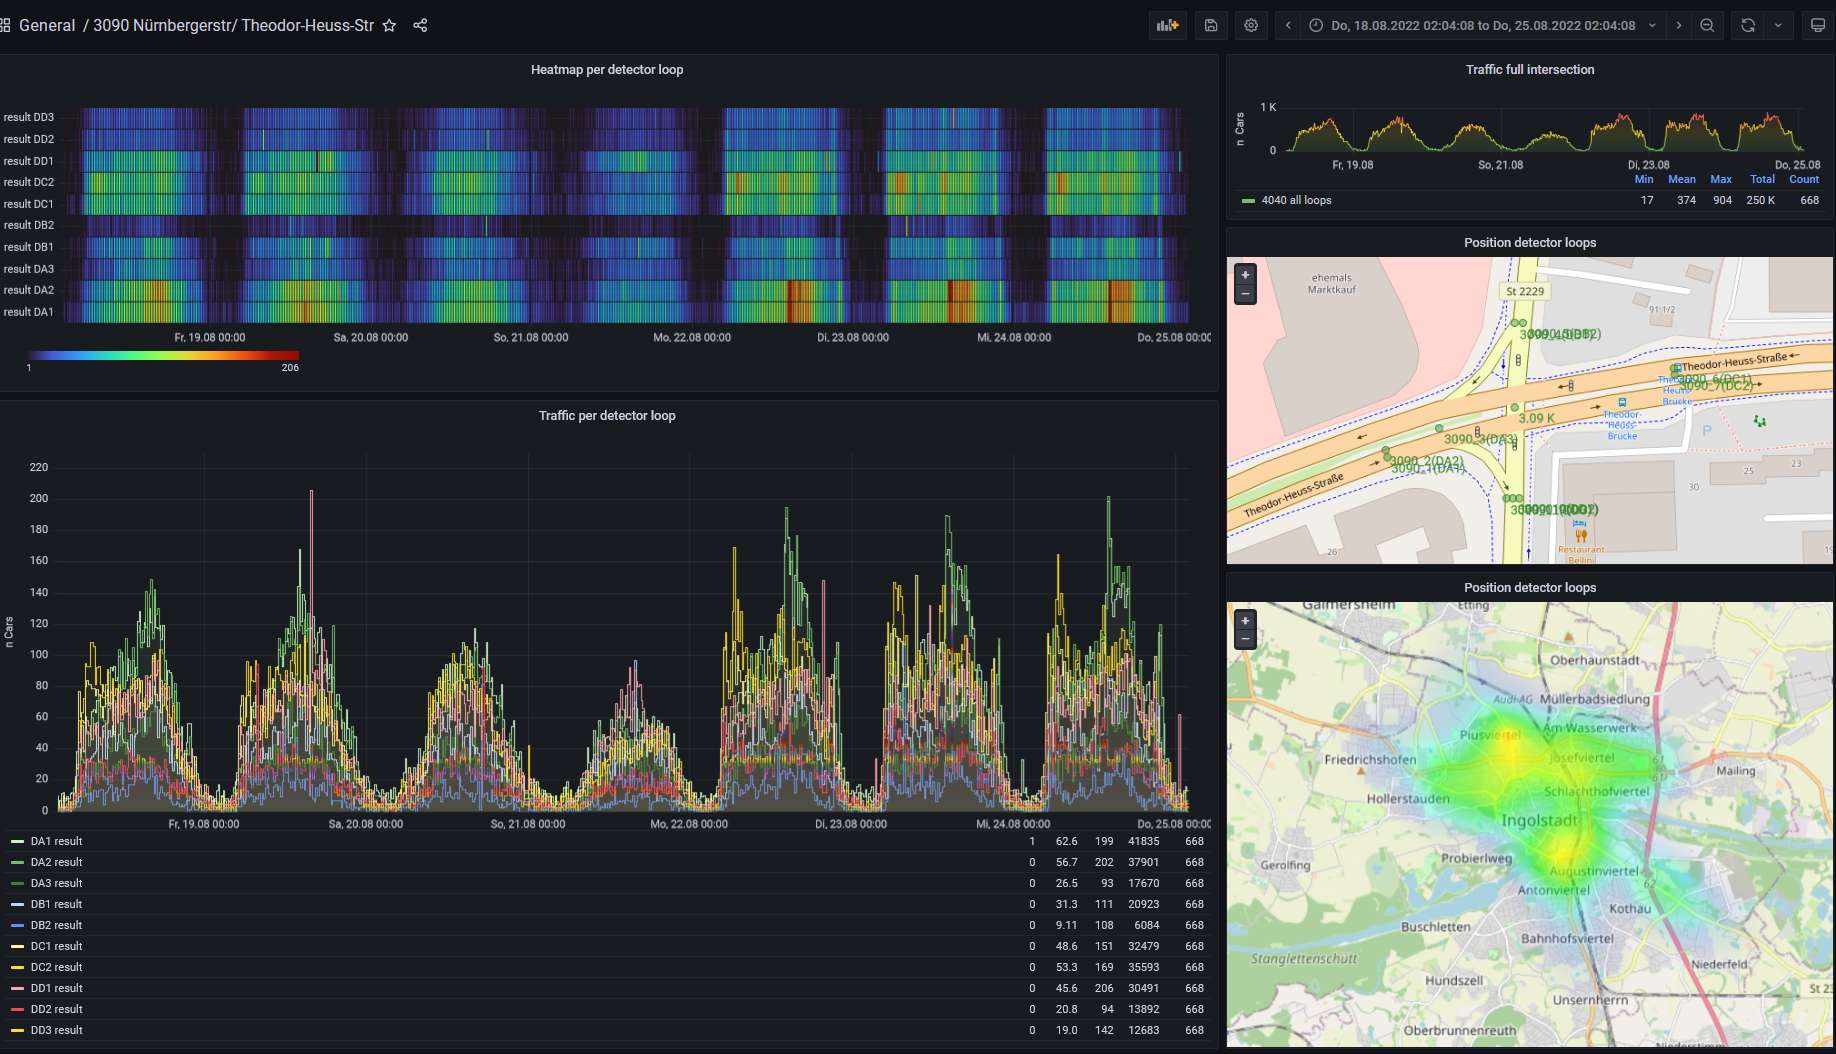 General / 3090 Nürnbergerstr/ Theodor-Heuss-Str
Do, 18.08.2022 02:04:08 to Do, 25.08.2022 02:04:08
Heatmap per detector loop
result DD3
result DD2
result DD1
result DC2
result DC1
result DB2
result DB1
result DA3
result DA2
result DA1
Fr, 19.08 00:00 Sa, 20.08 00:00 So, 21.08 00:00 Mo, 22.08 00:00 Di, 23.08 00:00 Mi, 24.08 00:00 Do, 25.08 00:00
1 206
Traffic per detector loop
n Cars
220
200
180
160
140
120
100
80
60
40
20
0
Fr, 19.08 00:00 Sa, 20.08 00:00 So, 21.08 00:00 Mo, 22.08 00:00 Di, 23.08 00:00 Mi, 24.08 00:00 Do, 25.08 00:00
DA1 result 1 62.6 199 41835 668
DA2 result 0 56.7 202 37901 668
DA3 result 0 26.5 93 17670 668
DB1 result 0 31.3 111 20923 668
DB2 result 0 9.11 108 6084 668
DC1 result 0 48.6 151 32479 668
DC2 result 0 53.3 169 35593 668
DD1 result 0 45.6 206 30491 668
DD2 result 0 20.8 94 13892 668
DD3 result 0 19.0 142 12683 668
Traffic full intersection
n Cars
1 K
0
Fr, 19.08 So, 21.08 Di, 23.08 Do, 25.08
Min Mean Max Total Count
4040 all loops 17 374 904 250 K 668
Position detector loops
+
−
ehemals
Marktkauf
St 2229
91 1/2
Theodor-Heuss-Straße
3090_6(DC1)
3090_7(DC2)
Theodor-
Heuss-
Brücke
3.09 K
3090_3(DA3)
3090_2(DA2)
3090_1(DA1)
Theodor-Heuss-Straße
P
25
23
30
26
Restaurant
Bellini
Position detector loops
+
−
Gaimersheim
Etting
Oberhaunstadt
Audi AG
Müllerbadsiedlung
Piusviertel
Am Wasserwerk
Friedrichshofen
Josefviertel
61
61
Mailing
Hollerstauden
Schlachthofviertel
Ingolstadt
Gerolfing
Probierlweg
Augustinviertel
Antonviertel
62
Kothau
Buschletten
Bahnhofsviertel
Stanglettenschutt
Niederfeld
Hundszell
St 23
Unsernherrn
Oberbrunnenreuth
Niederstimm